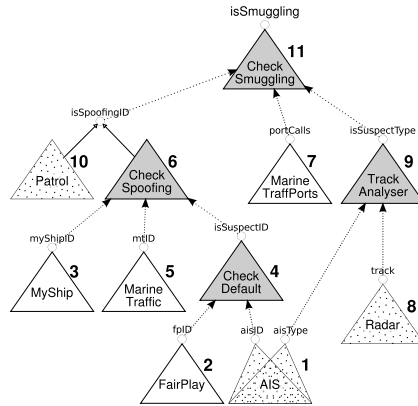 isSmuggling
11
Check
Smuggling
isSpoofingID
10
Patrol
6
Check
Spoofing
portCalls
7
Marine
TraffPorts
isSuspectType
9
Track
Analyser
myShipID
3
MyShip
mtID
5
Marine
Traffic
isSuspectID
4
Check
Default
track
8
Radar
fpID
2
FairPlay
aisID
aisType
1
AIS